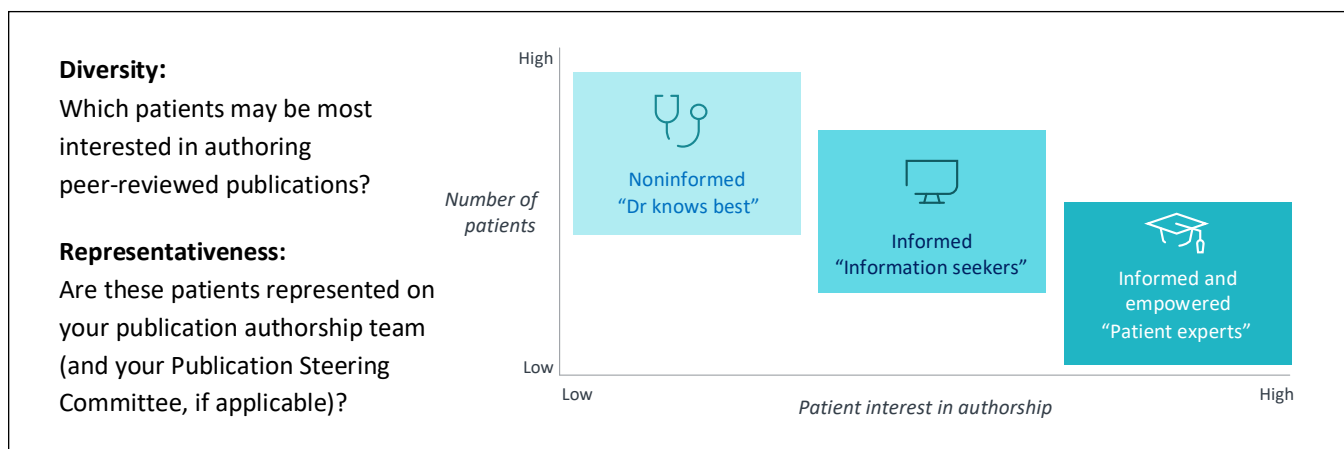 Diversity:
Which patients may be most
interested in authoring
peer-reviewed publications?
Representativeness:
Are these patients represented on
your publication authorship team
(and your Publication Steering
Committee, if applicable)?
High
Number of
patients
Low
Noninformed
“Dr knows best”
Informed
“Information seekers”
Informed and
empowered
“Patient experts”
Low
Patient interest in authorship
High